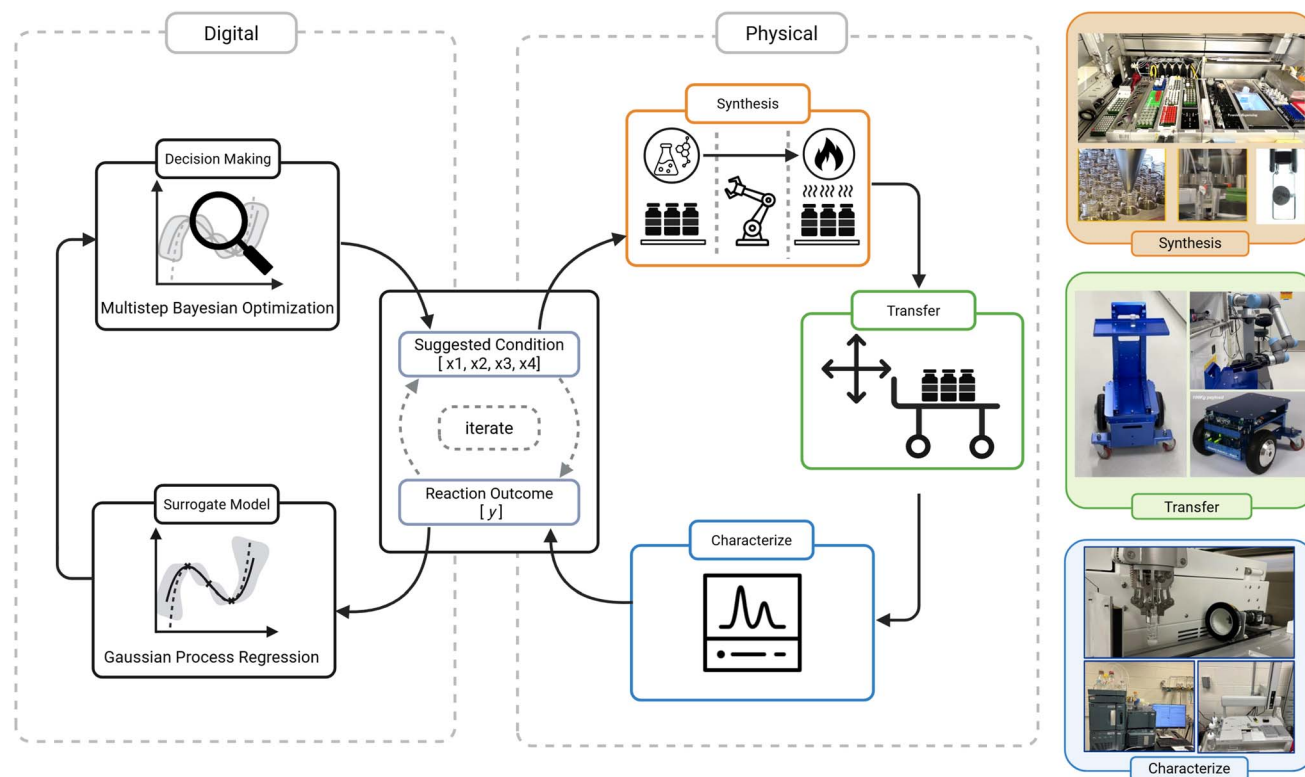 Digital
Decision Making
Multistep Bayesian Optimization
Surrogate Model
Gaussian Process Regression
Suggested Condition
[ x1, x2, x3, x4]
iterate
Reaction Outcome
[ y ]
Physical
Synthesis
Transfer
Characterize
Synthesis
Transfer
Characterize